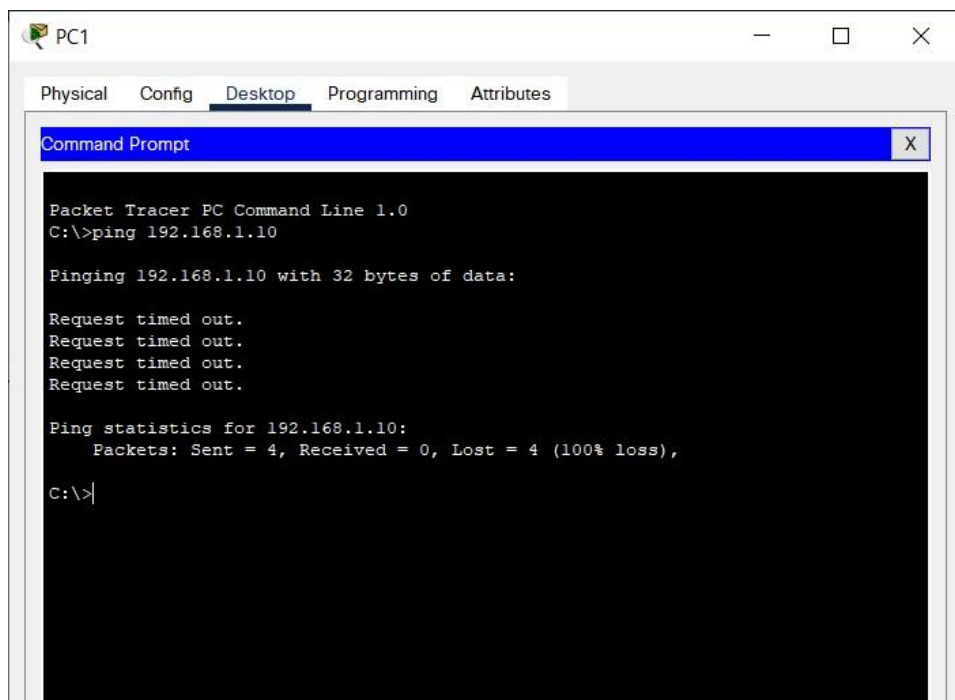 PC1
Physical Config Desktop Programming Attributes
Command Prompt X
Packet Tracer PC Command Line 1.0
C:\>ping 192.168.1.10
Pinging 192.168.1.10 with 32 bytes of data:
Request timed out.
Request timed out.
Request timed out.
Request timed out.
Ping statistics for 192.168.1.10:
    Packets: Sent = 4, Received = 0, Lost = 4 (100% loss),
C:\>